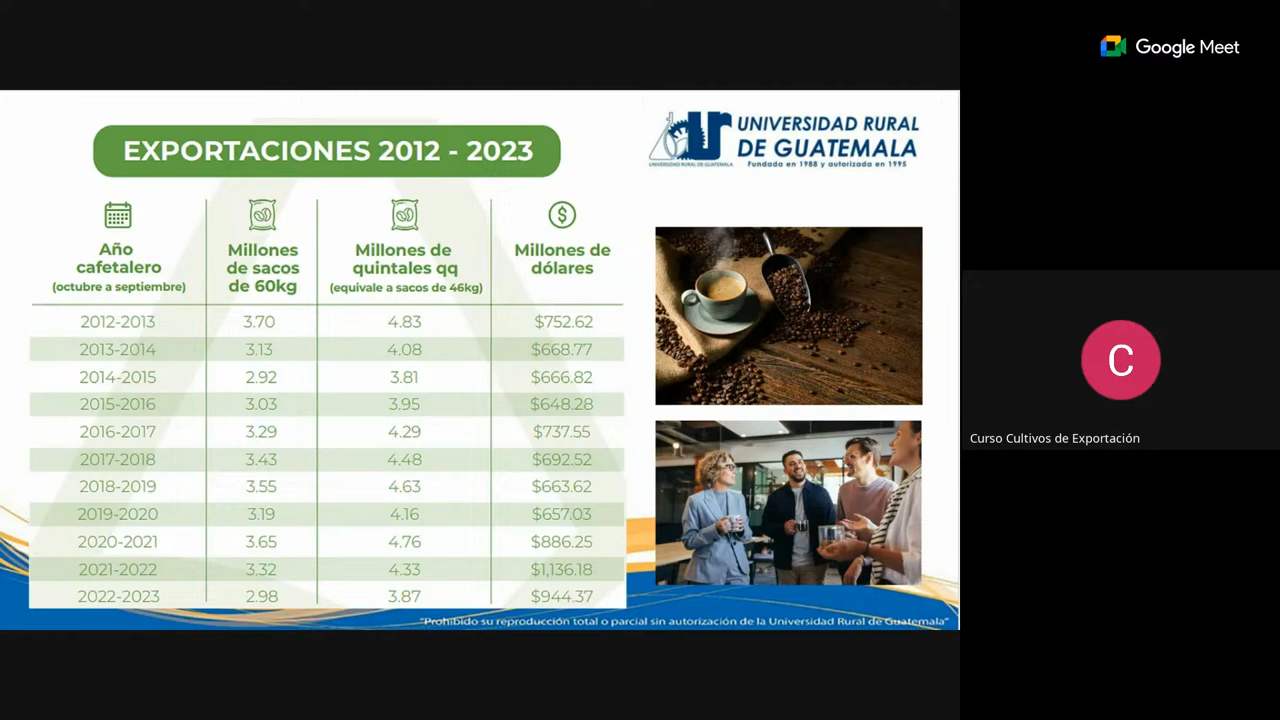 Google Meet
EXPORTACIONES 2012 - 2023
UNIVERSIDAD RURAL
DE GUATEMALA
Fundada en 1988 y autorizada en 1995
UNIVERSIDAD RURAL DE GUATEMALA
Año cafetalero (octubre a septiembre) Millones de sacos de 60kg Millones de quintales qq (equivale a sacos de 46kg) Millones de dólares
2012-2013 3.70 4.83 $752.62
2013-2014 3.13 4.08 $668.77
2014-2015 2.92 3.81 $666.82
2015-2016 3.03 3.95 $648.28
2016-2017 3.29 4.29 $737.55
2017-2018 3.43 4.48 $692.52
2018-2019 3.55 4.63 $663.62
2019-2020 3.19 4.16 $657.03
2020-2021 3.65 4.76 $886.25
2021-2022 3.32 4.33 $1,136.18
2022-2023 2.98 3.87 $944.37
"Prohibido su reproducción total o parcial sin autorización de la Universidad Rural de Guatemala"
C
Curso Cultivos de Exportación